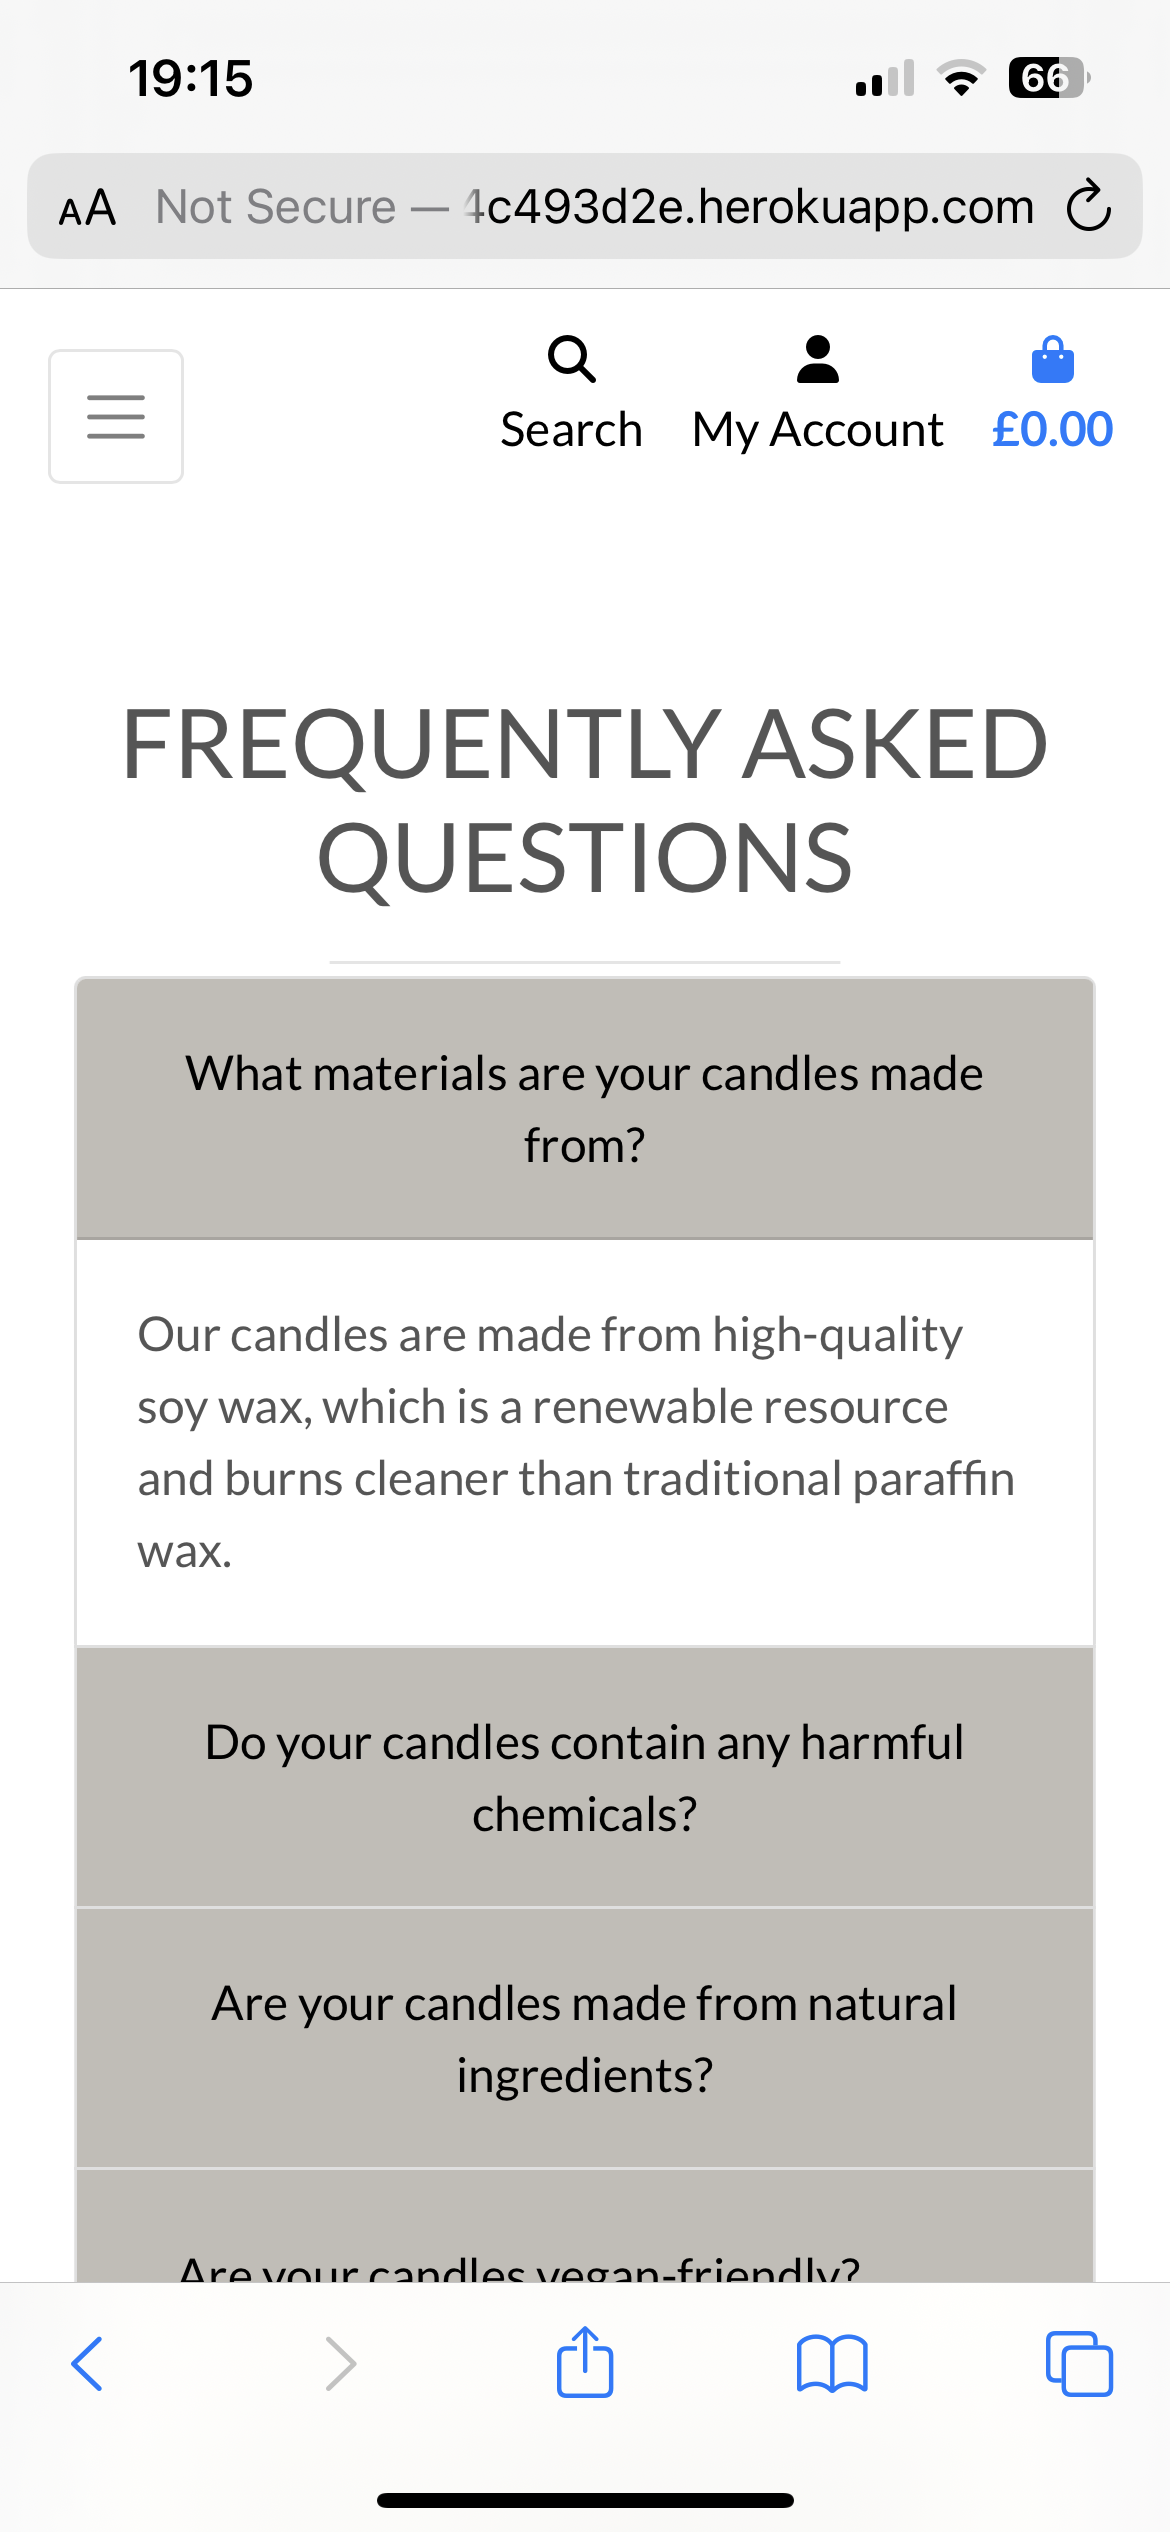 19:15
66
AA Not Secure — 4c493d2e.herokuapp.com
Search My Account £0.00
FREQUENTLY ASKED
QUESTIONS
What materials are your candles made
from?
Our candles are made from high-quality
soy wax, which is a renewable resource
and burns cleaner than traditional paraffin
wax.
Do your candles contain any harmful
chemicals?
Are your candles made from natural
ingredients?
Are your candles vegan-friendly?